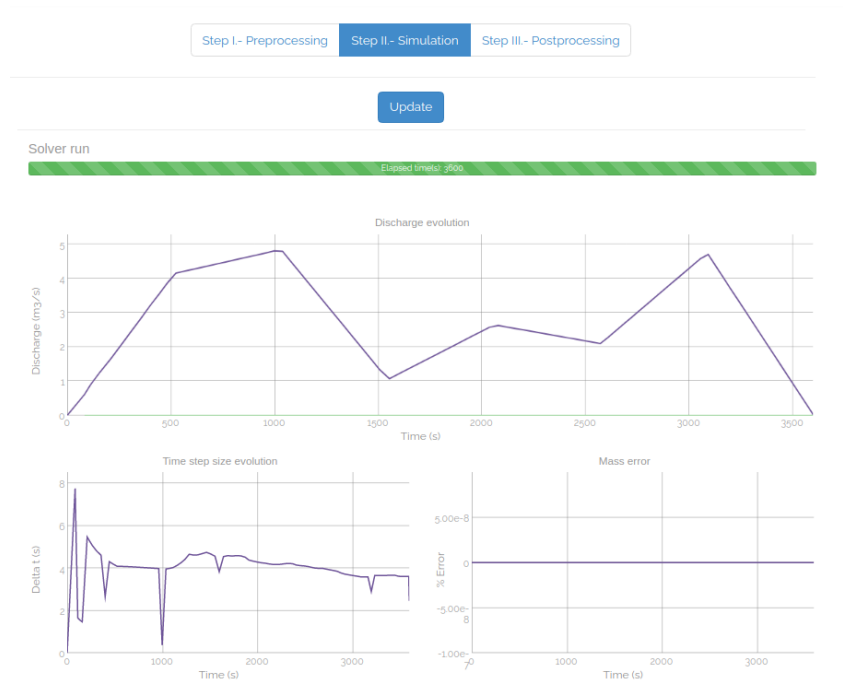 Step I.- Preprocessing Step II.- Simulation Step III.- Postprocessing
Update
Solver run
Elapsed time(s): 3600
Discharge evolution
5
4
3
2
1
0
Discharge (m3/s)
0 500 1000 1500 2000 2500 3000 3500
Time (s)
Time step size evolution
8
6
4
2
0
Delta t (s)
0 1000 2000 3000
Time (s)
Mass error
5.00e-8
0
-5.00e-
8
-1.00e-
7
% Error
0 1000 2000 3000
Time (s)